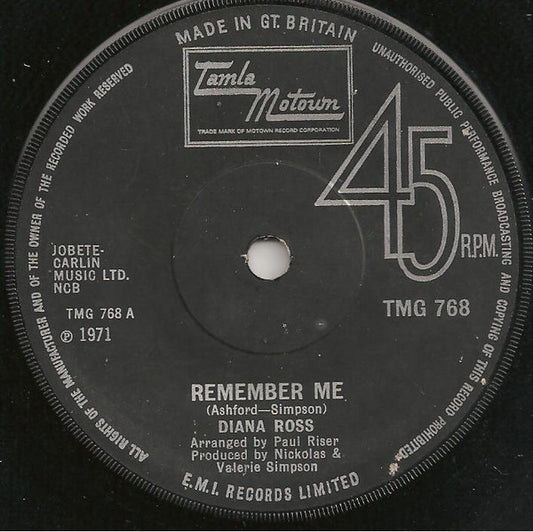 MADE IN GT. BRITAIN
UNAUTHORISED PUBLIC PERFORMANCE BROADCASTING AND COPYING OF THIS RECORD PROHIBITED.
ALL RIGHTS OF THE MANUFACTURER AND OF THE OWNER OF THE RECORDED WORK RESERVED
Tamla
Motown
TRADE MARK OF MOTOWN RECORD CORPORATION
45
R.P.M.
JOBETE-
CARLIN
MUSIC LTD.
NCB
TMG 768 A
℗ 1971
TMG 768
REMEMBER ME
(Ashford—Simpson)
DIANA ROSS
Arranged by Paul Riser
Produced by Nickolas &
Valerie Simpson
E.M.I. RECORDS LIMITED